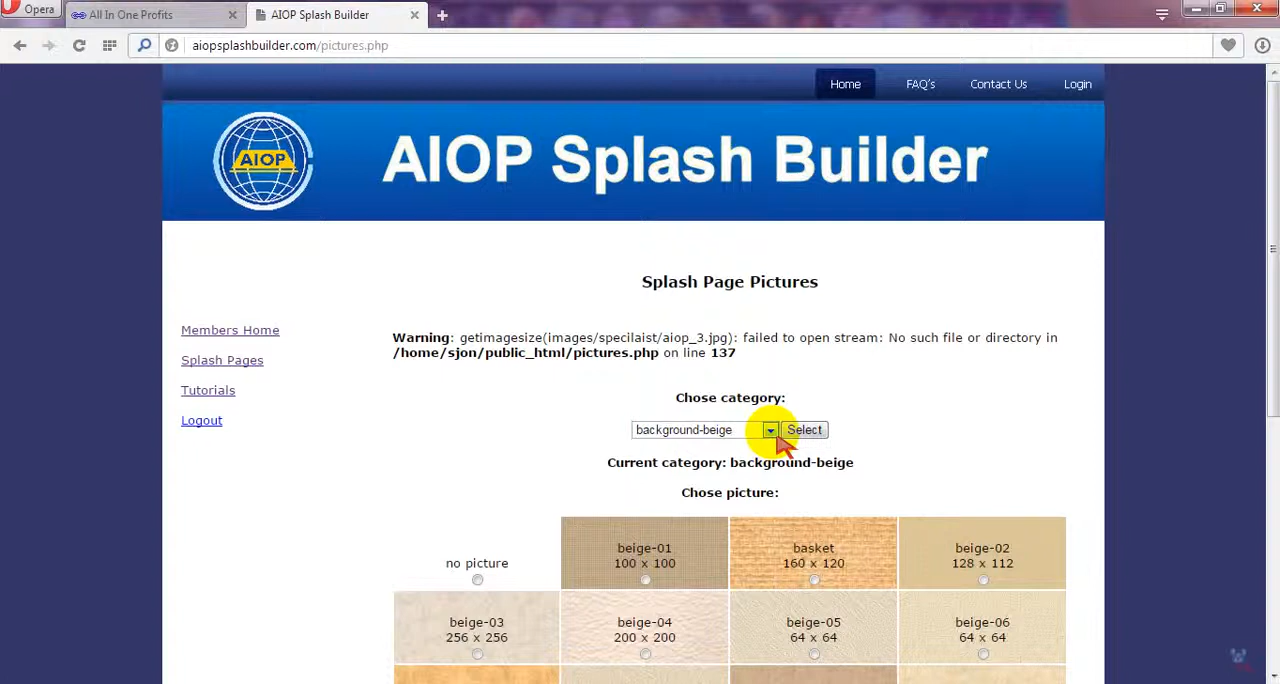 Opera
All In One Profits
AIOP Splash Builder
aiopsplashbuilder.com/pictures.php
Home
FAQ's
Contact Us
Login
AIOP
AIOP Splash Builder
Splash Page Pictures
Members Home
Splash Pages
Tutorials
Logout
Warning: getimagesize(images/specilaist/aiop_3.jpg): failed to open stream: No such file or directory in
/home/sjon/public_html/pictures.php on line 137
Chose category:
background-beige
Select
Current category: background-beige
Chose picture:
no picture
beige-01
100 x 100
basket
160 x 120
beige-02
128 x 112
beige-03
256 x 256
beige-04
200 x 200
beige-05
64 x 64
beige-06
64 x 64